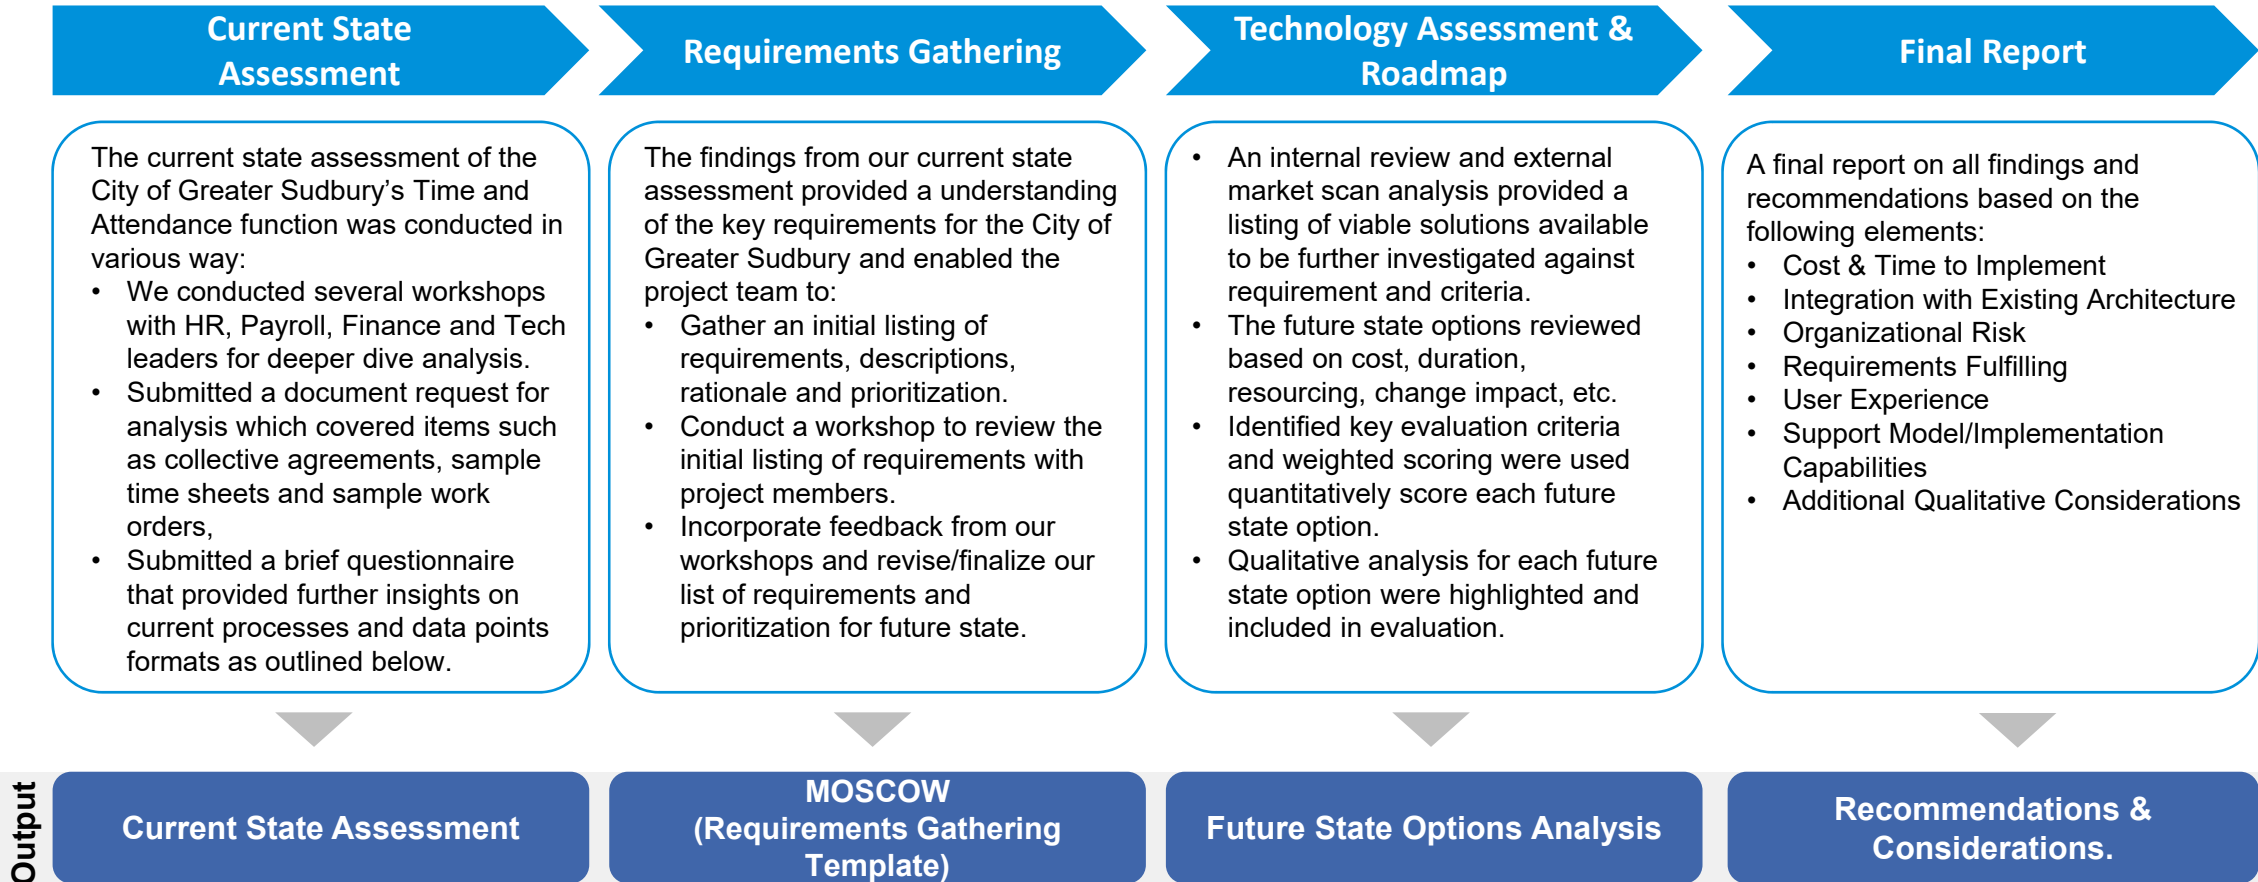 Current State
Assessment
Requirements Gathering
Technology Assessment &
Roadmap
Final Report
The current state assessment of the
City of Greater Sudbury’s Time and
Attendance function was conducted in
various way:
• We conducted several workshops
with HR, Payroll, Finance and Tech
leaders for deeper dive analysis.
• Submitted a document request for
analysis which covered items such
as collective agreements, sample
time sheets and sample work
orders,
• Submitted a brief questionnaire
that provided further insights on
current processes and data points
formats as outlined below.
The findings from our current state
assessment provided a understanding
of the key requirements for the City of
Greater Sudbury and enabled the
project team to:
• Gather an initial listing of
requirements, descriptions,
rationale and prioritization.
• Conduct a workshop to review the
initial listing of requirements with
project members.
• Incorporate feedback from our
workshops and revise/finalize our
list of requirements and
prioritization for future state.
• An internal review and external
market scan analysis provided a
listing of viable solutions available
to be further investigated against
requirement and criteria.
• The future state options reviewed
based on cost, duration,
resourcing, change impact, etc.
• Identified key evaluation criteria
and weighted scoring were used
quantitatively score each future
state option.
• Qualitative analysis for each future
state option were highlighted and
included in evaluation.
A final report on all findings and
recommendations based on the
following elements:
• Cost & Time to Implement
• Integration with Existing Architecture
• Organizational Risk
• Requirements Fulfilling
• User Experience
• Support Model/Implementation
Capabilities
• Additional Qualitative Considerations
Output
Current State Assessment
MOSCOW
(Requirements Gathering
Template)
Future State Options Analysis
Recommendations &
Considerations.